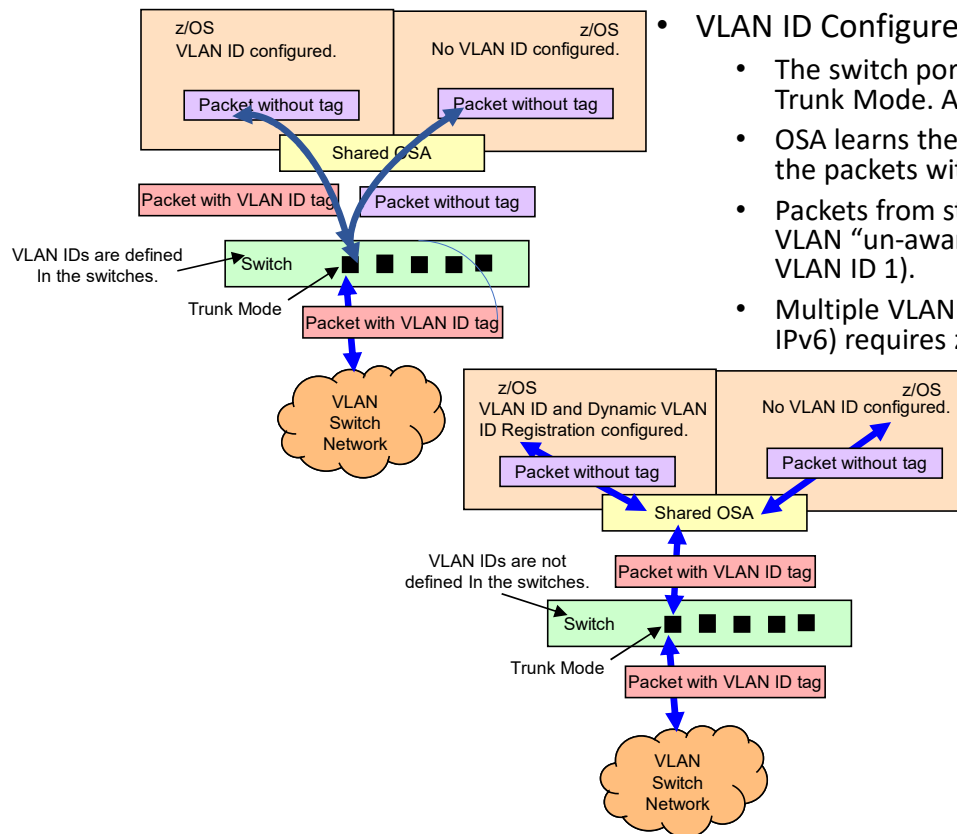 z/OS
VLAN ID configured.
z/OS
No VLAN ID configured.
Packet without tag
Packet without tag
Shared OSA
Packet with VLAN ID tag
Packet without tag
VLAN IDs are defined
In the switches.
Switch
Trunk Mode
Packet with VLAN ID tag
VLAN
Switch
Network
• VLAN ID Configure
• The switch por
Trunk Mode. A
• OSA learns the
the packets wit
• Packets from st
VLAN “un-awar
VLAN ID 1).
• Multiple VLAN
IPv6) requires z
z/OS
VLAN ID and Dynamic VLAN
ID Registration configured.
z/OS
No VLAN ID configured.
Packet without tag
Packet without tag
Shared OSA
VLAN IDs are not
defined In the switches.
Packet with VLAN ID tag
Switch
Trunk Mode
Packet with VLAN ID tag
VLAN
Switch
Network